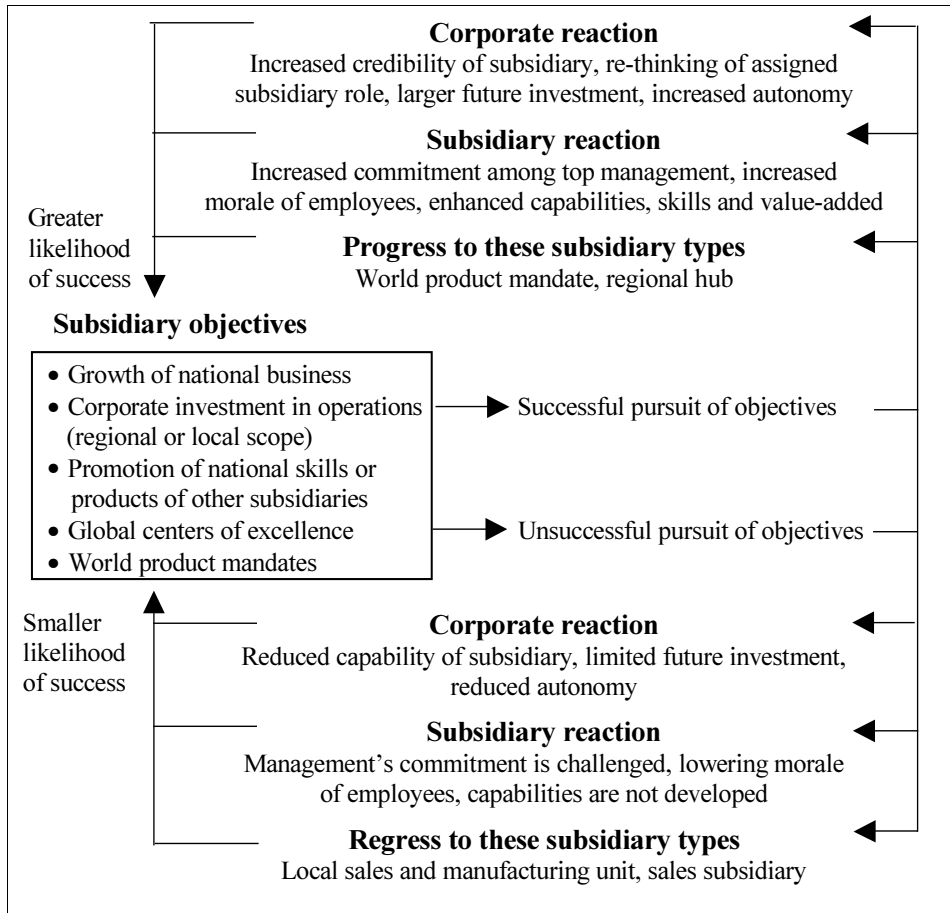 Corporate reaction
Increased credibility of subsidiary, re-thinking of assigned
subsidiary role, larger future investment, increased autonomy
Subsidiary reaction
Increased commitment among top management, increased
morale of employees, enhanced capabilities, skills and value-added
Greater
likelihood
of success
Progress to these subsidiary types
World product mandate, regional hub
Subsidiary objectives
• Growth of national business
• Corporate investment in operations
(regional or local scope)
• Promotion of national skills or
products of other subsidiaries
• Global centers of excellence
• World product mandates
Successful pursuit of objectives
Unsuccessful pursuit of objectives
Smaller
likelihood
of success
Corporate reaction
Reduced capability of subsidiary, limited future investment,
reduced autonomy
Subsidiary reaction
Management’s commitment is challenged, lowering morale
of employees, capabilities are not developed
Regress to these subsidiary types
Local sales and manufacturing unit, sales subsidiary